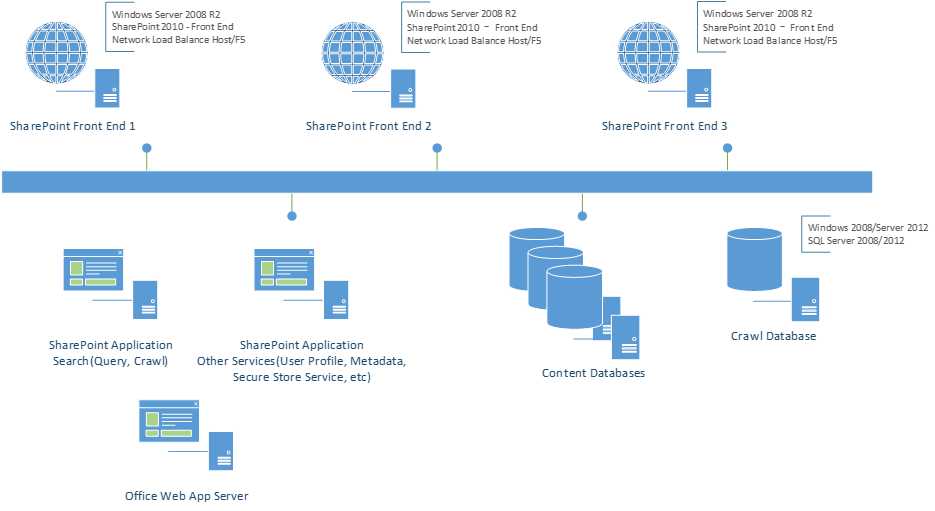 Windows Server 2008 R2
SharePoint 2010 - Front End
Network Load Balance Host/F5
Windows Server 2008 R2
SharePoint 2010 – Front End
Network Load Balance Host/F5
Windows Server 2008 R2
SharePoint 2010 – Front End
Network Load Balance Host/F5
SharePoint Front End 1
SharePoint Front End 2
SharePoint Front End 3
Windows 2008/Server 2012
SQL Server 2008/2012
SharePoint Application
Search(Query, Crawl)
SharePoint Application
Other Services(User Profile, Metadata,
Secure Store Service, etc)
Content Databases
Crawl Database
Office Web App Server